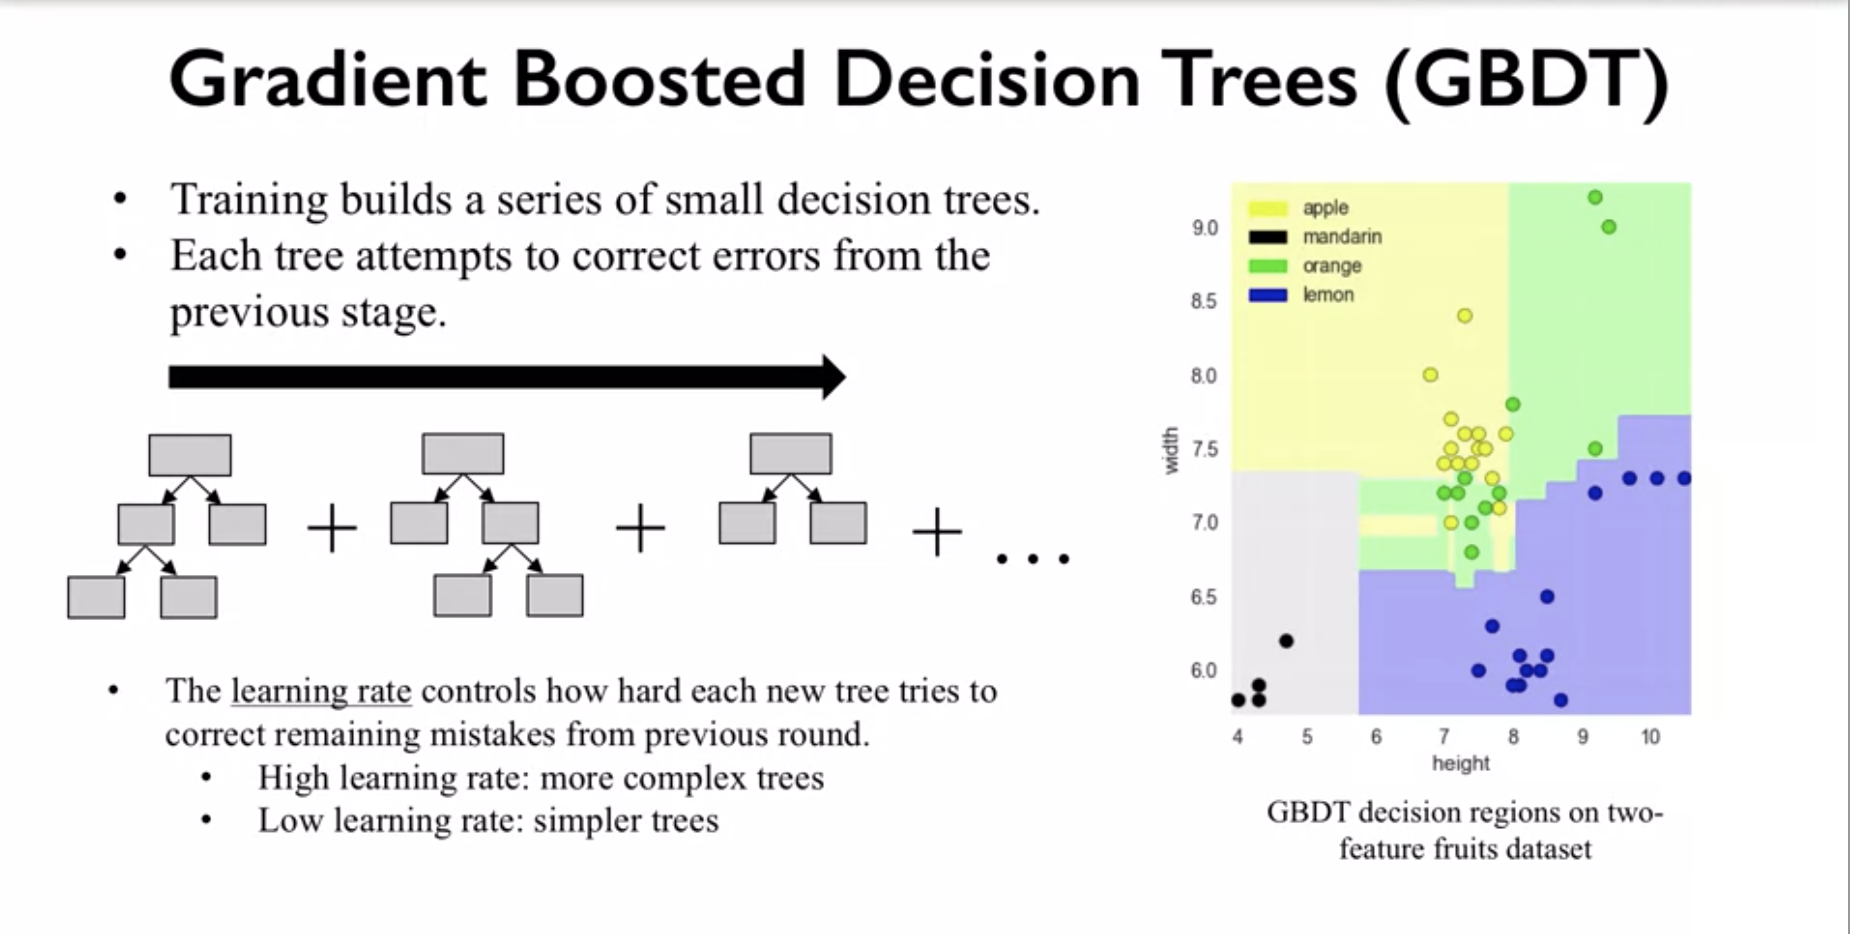 Gradient Boosted Decision Trees (GBDT)
• Training builds a series of small decision trees.
• Each tree attempts to correct errors from the
previous stage.
+ + + ...
• The learning rate controls how hard each new tree tries to
correct remaining mistakes from previous round.
• High learning rate: more complex trees
• Low learning rate: simpler trees
apple
mandarin
orange
lemon
9.0
8.5
8.0
7.5
7.0
6.5
6.0
width
4 5 6 7 8 9 10
height
GBDT decision regions on two-
feature fruits dataset